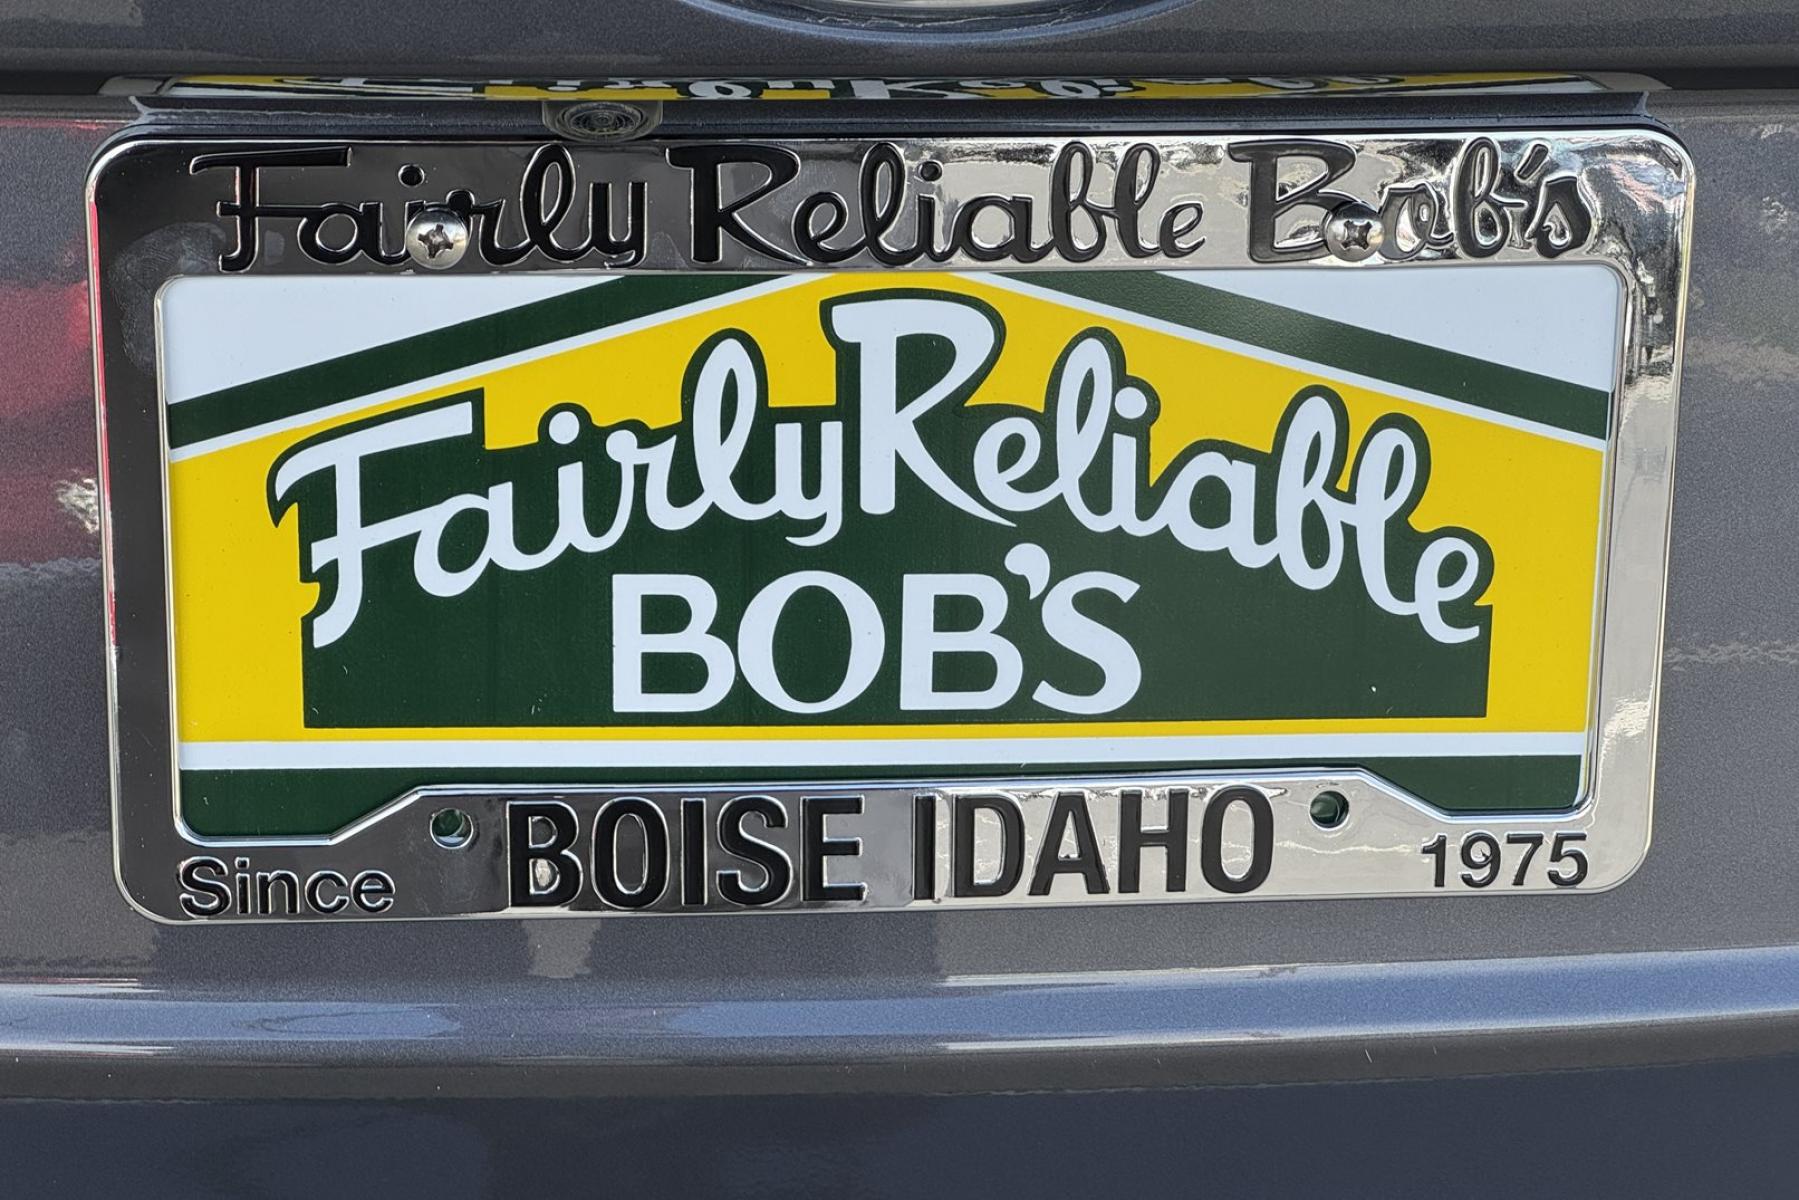 Fairly Reliable Bob's
Fairly Reliable
BOB'S
Since BOISE IDAHO 1975